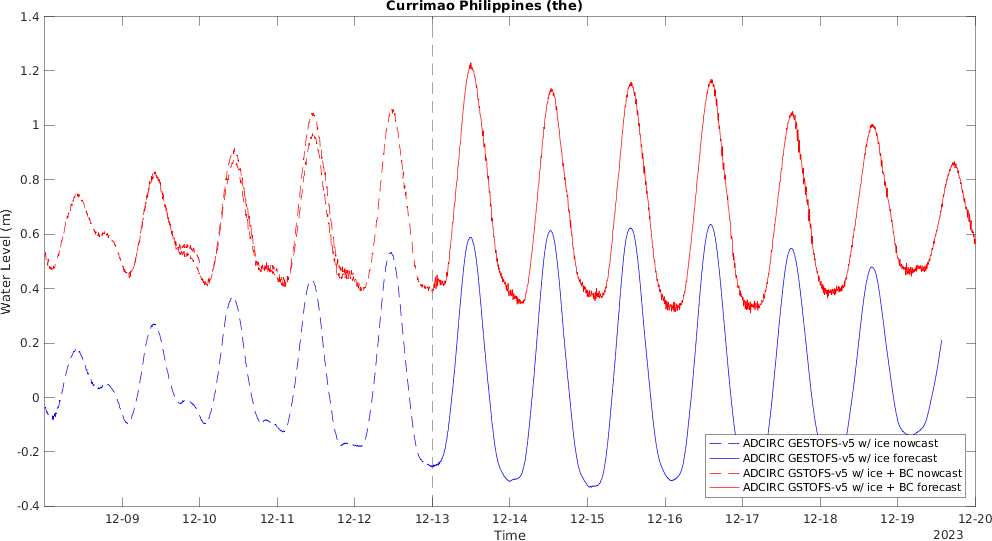 Currimao Philippines (the)
1.4
1.2
1
0.8
0.6
0.4
0.2
0
-0.2
-0.4
Water Level (m)
12-09 12-10 12-11 12-12 12-13 12-14 12-15 12-16 12-17 12-18 12-19 12-20
Time
2023
ADCIRC GESTOFS-v5 w/ ice nowcast
ADCIRC GESTOFS-v5 w/ ice forecast
ADCIRC GSTOFS-v5 w/ ice + BC nowcast
ADCIRC GSTOFS-v5 w/ ice + BC forecast